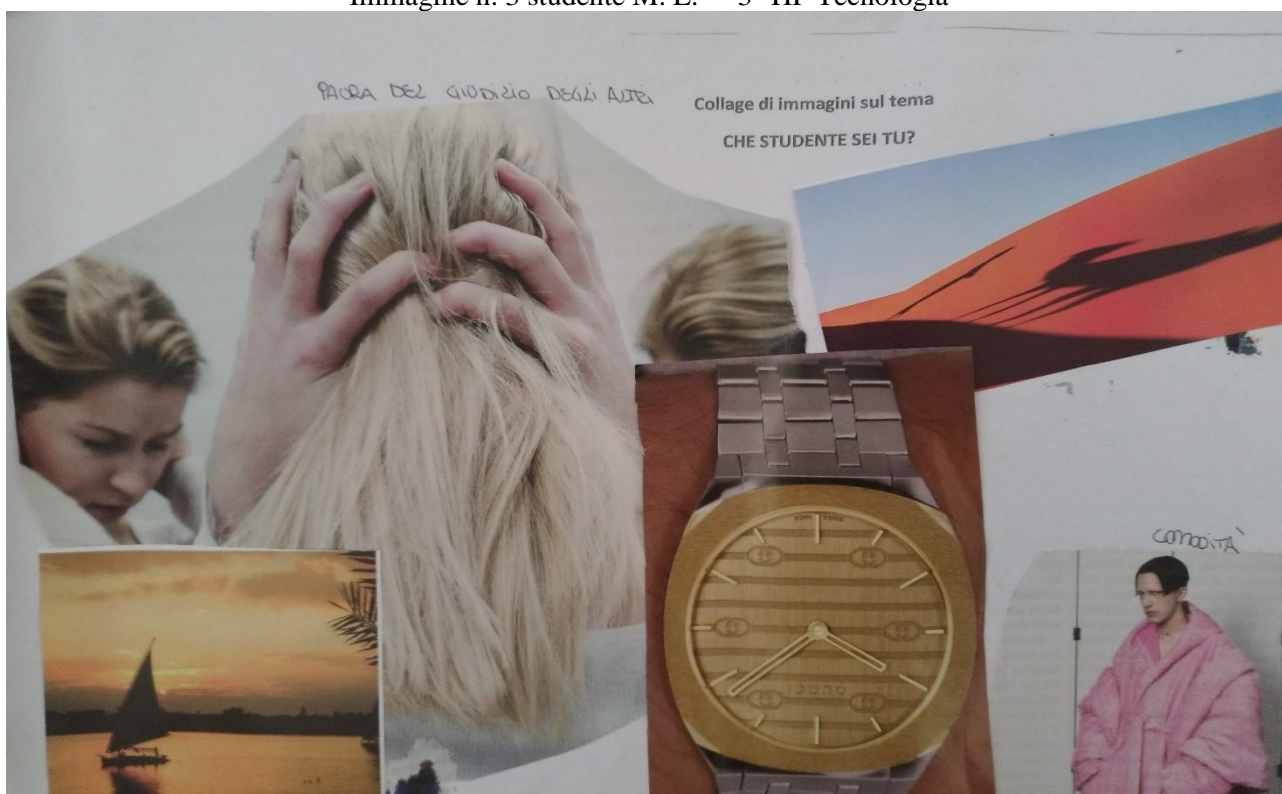 Immagine n. 3 studente M. E. – 3^ HP Tecnologia
PAURA DEL GIUDIZIO DEGLI ALTRI
Collage di immagini sul tema
CHE STUDENTE SEI TU?
COMODITÀ
GUCCI